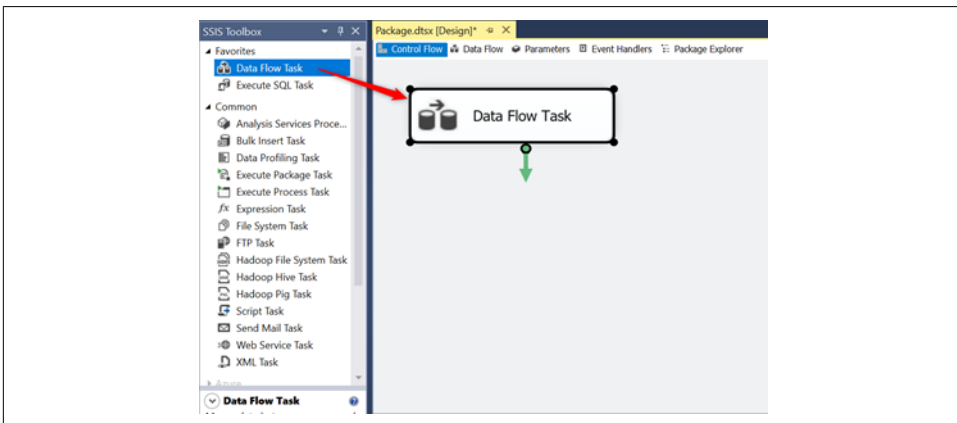 SSIS Toolbox
Package.dtsx [Design]*
Favorites
Control Flow Data Flow Parameters Event Handlers Package Explorer
Data Flow Task
Execute SQL Task
Common
Analysis Services Proce...
Bulk Insert Task
Data Profiling Task
Execute Package Task
Execute Process Task
fx Expression Task
File System Task
FTP Task
Hadoop File System Task
Hadoop Hive Task
Hadoop Pig Task
Script Task
Send Mail Task
Web Service Task
XML Task
Azure
Data Flow Task
Data Flow Task